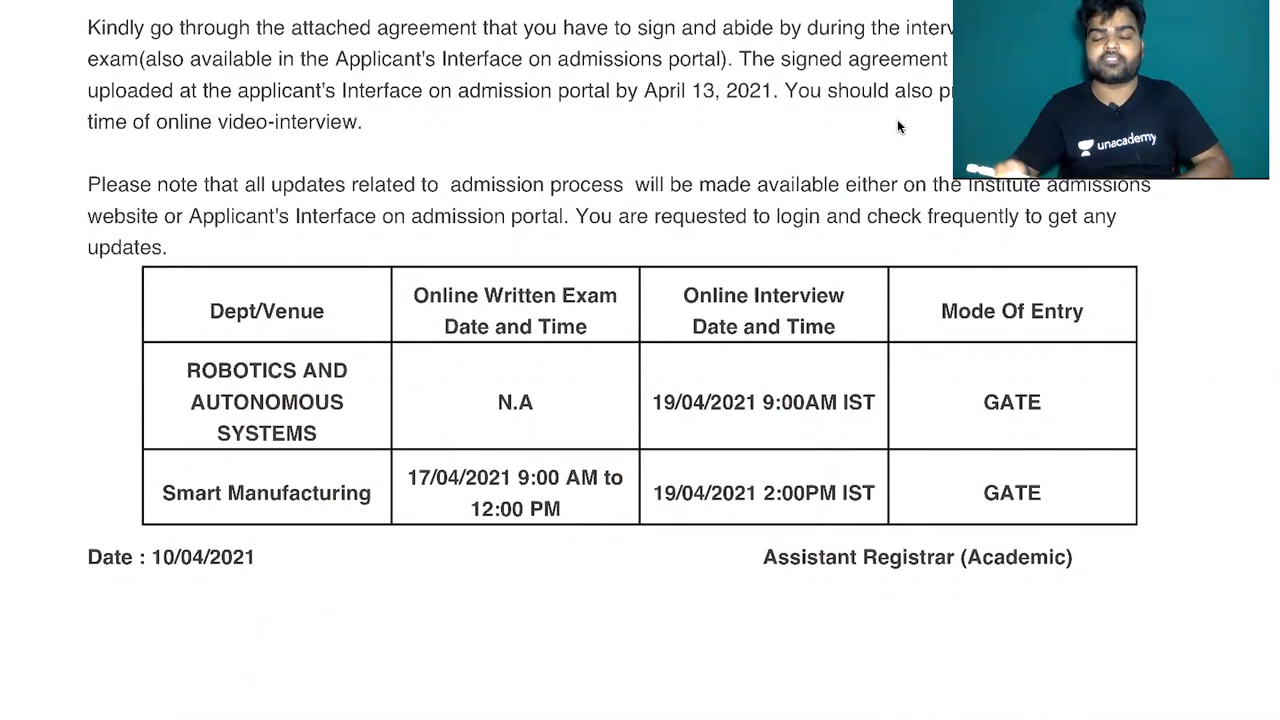 Kindly go through the attached agreement that you have to sign and abide by during the
exam(also available in the Applicant's Interface on admissions portal). The signed agreement
uploaded at the applicant's Interface on admission portal by April 13, 2021. You should also
time of online video-interview.
unacademy
Please note that all updates related to admission process will be made available either on the Institute admissions
website or Applicant's Interface on admission portal. You are requested to login and check frequently to get any
updates.
Dept/Venue
Online Written Exam
Date and Time
Online Interview
Date and Time
Mode Of Entry
ROBOTICS AND
AUTONOMOUS
SYSTEMS
N.A
19/04/2021 9:00AM IST
GATE
Smart Manufacturing
17/04/2021 9:00 AM to
12:00 PM
19/04/2021 2:00PM IST
GATE
Date : 10/04/2021
Assistant Registrar (Academic)